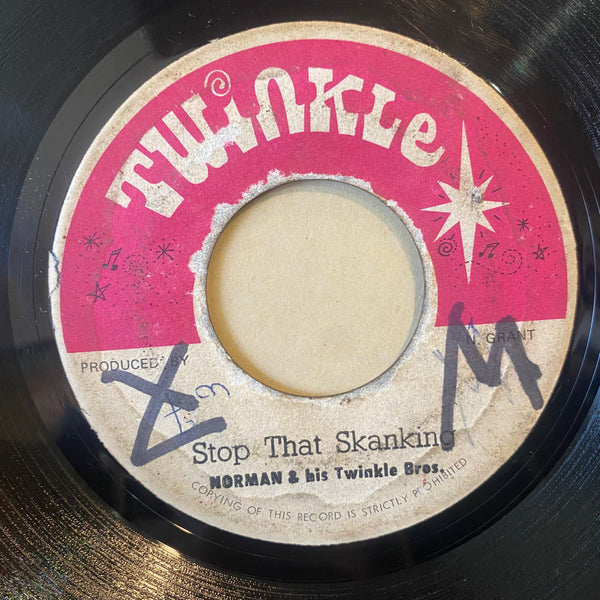 TWiNKLe
PRODUCED BY
N. GRANT
M
Stop That Skanking
NORMAN & his Twinkle Bros.
COPYING OF THIS RECORD IS STRICTLY PROHIBITED